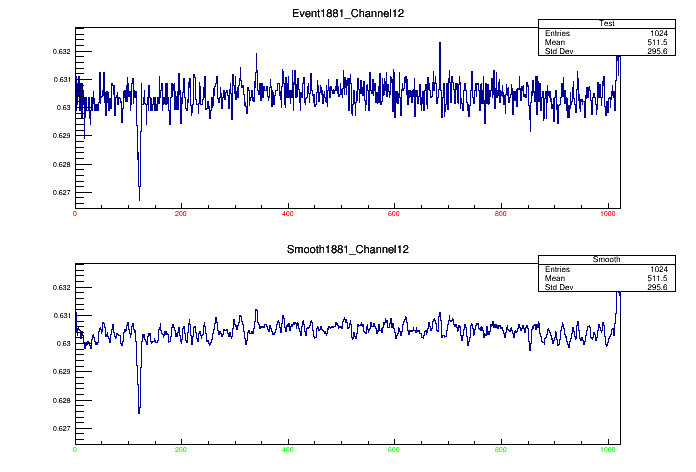 Event1881_Channel12
Test
Entries 1024
Mean 511.5
Std Dev 295.6
0.632
0.631
0.63
0.629
0.628
0.627
0 200 400 600 800 1000
Smooth1881_Channel12
Smooth
Entries 1024
Mean 511.5
Std Dev 295.6
0.632
0.631
0.63
0.629
0.628
0.627
0 200 400 600 800 1000